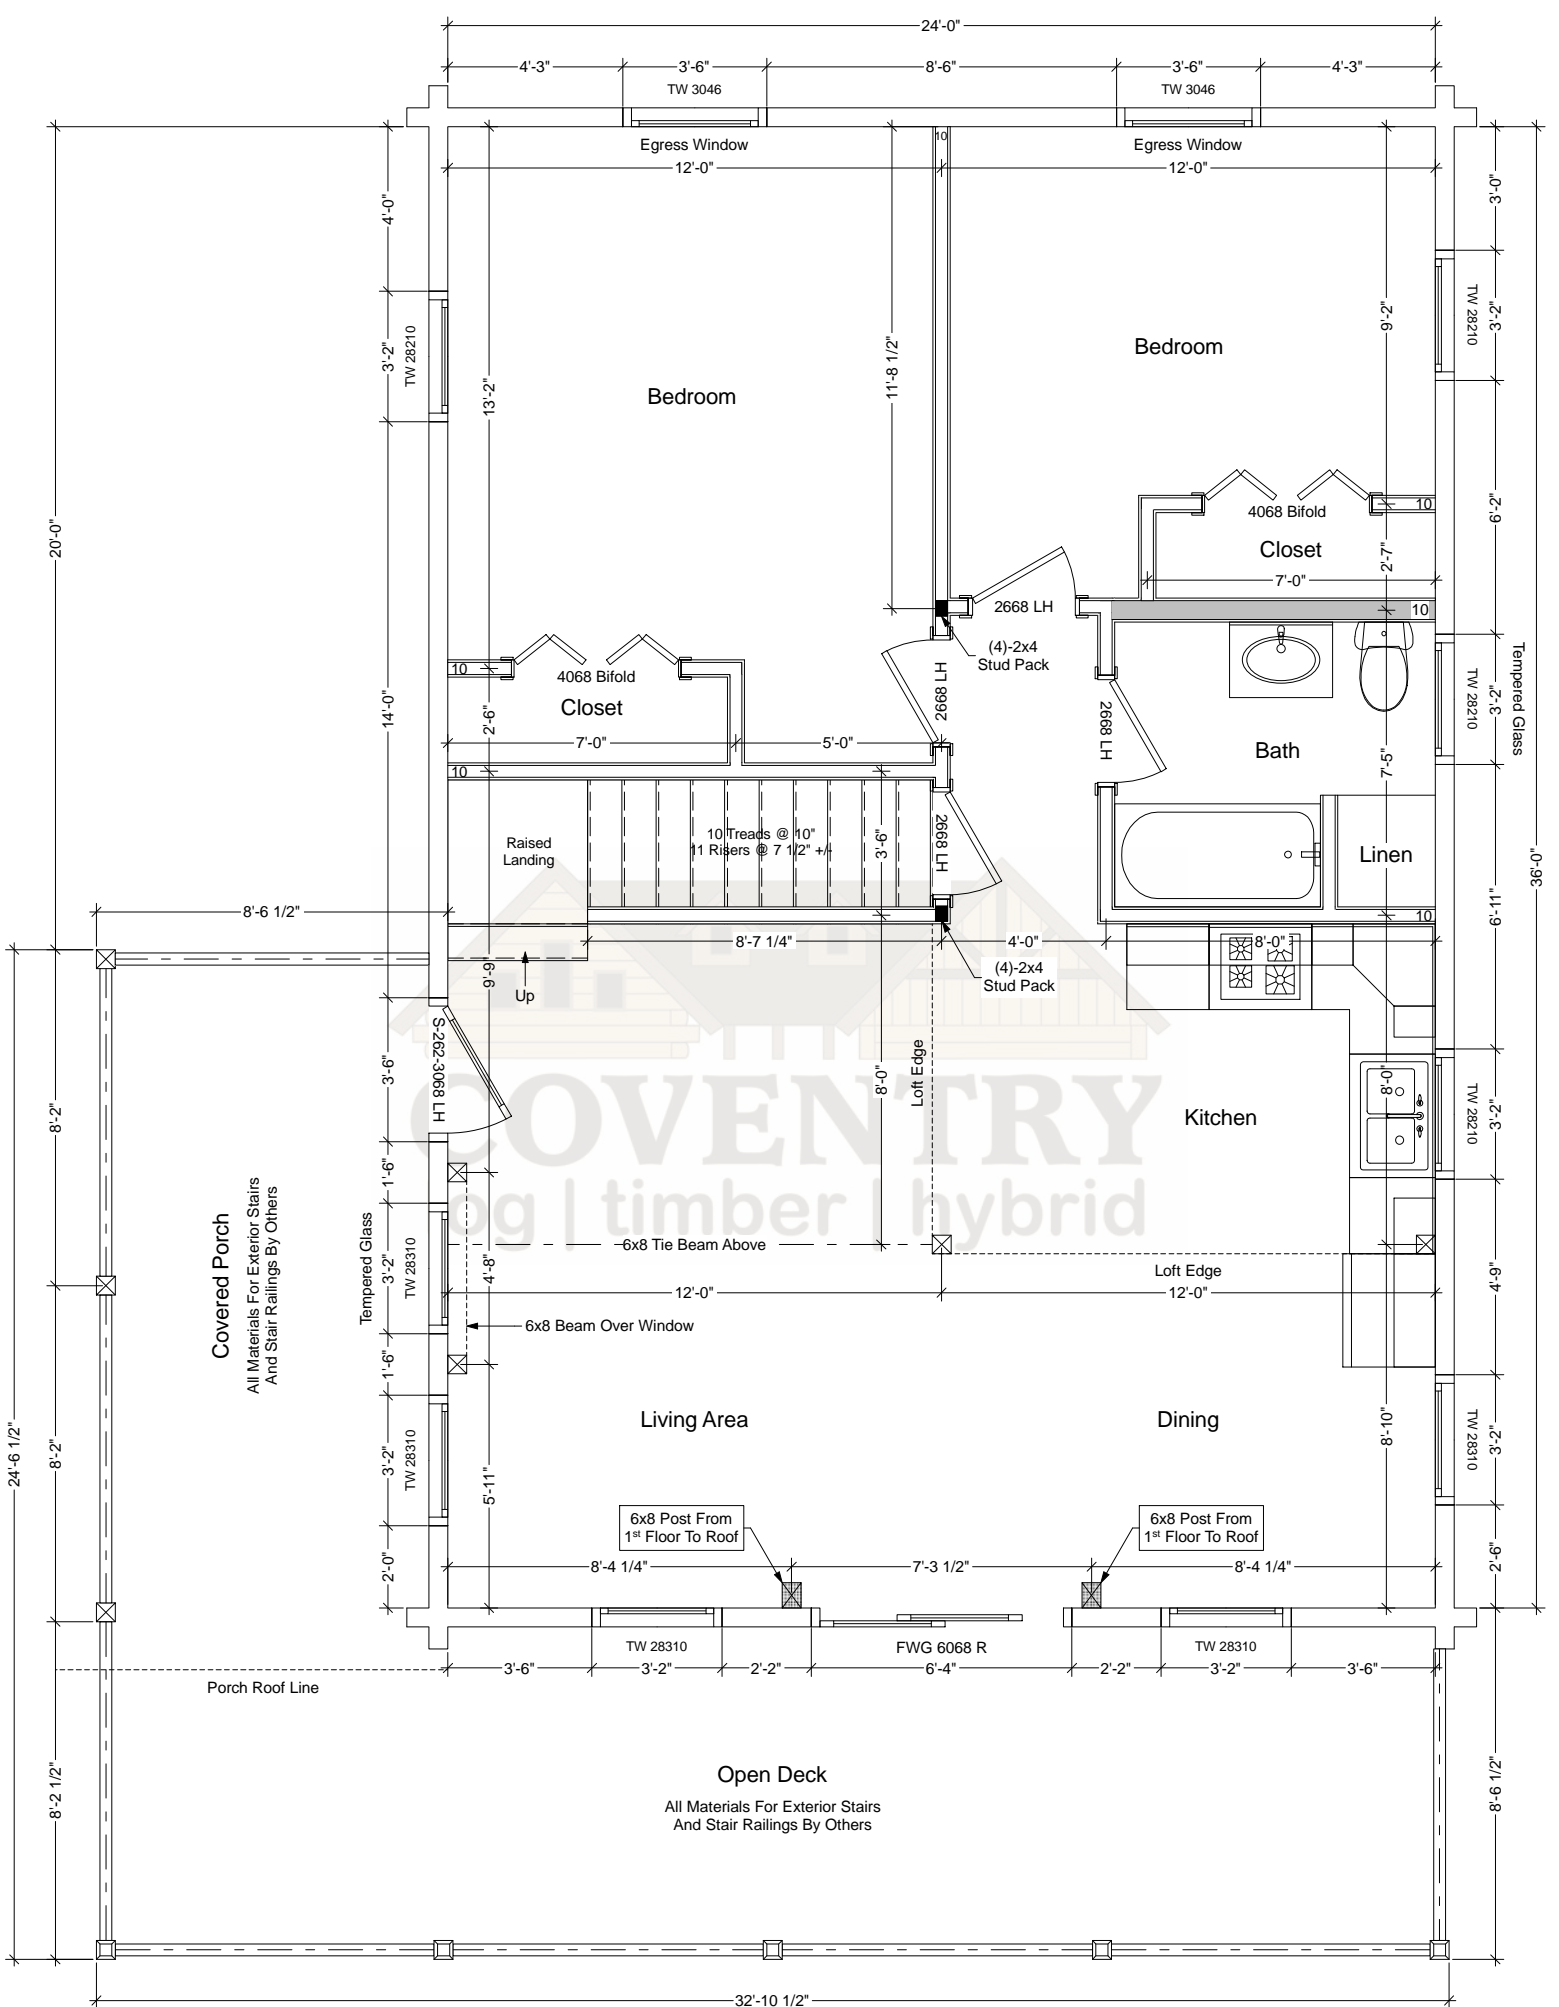 24'-0"
4'-3" 3'-6" 8'-6" 3'-6" 4'-3"
TW 3046 TW 3046
Egress Window 10 Egress Window
12'-0" 12'-0"
4'-0"
3'-0"
3'-2"
TW 28210
13'-2"
11'-8 1/2"
9'-2"
TW 28210
3'-2"
Bedroom
Bedroom
20'-0"
14'-0"
6'-2"
4068 Bifold
10
Closet
2'-7"
7'-0"
2668 LH
10
(4)-2x4
Stud Pack
10
4068 Bifold
Closet
2'-6"
7'-0" 5'-0"
2668 LH
2668 LH
Bath
7'-5"
TW 28210
3'-2"
Tempered Glass
10
Raised
Landing
10 Treads @ 10"
11 Risers @ 7 1/2" +/-
3'-6"
2668 LH
Linen
36'-0"
6'-11"
10
8'-6 1/2"
8'-7 1/4" 4'-0" 8'-0"
9'-9"
Up
(4)-2x4
Stud Pack
S-262-3068 LH
3'-6"
8'-2"
8'-0"
Loft Edge
Kitchen
8'-0"
TW 28210
3'-2"
COVENTRY
log | timber | hybrid
1'-6"
Covered Porch
All Materials For Exterior Stairs
And Stair Railings By Others
Tempered Glass
3'-2"
TW 28310
6x8 Tie Beam Above
4'-8"
Loft Edge
12'-0" 12'-0"
4'-9"
6x8 Beam Over Window
1'-6"
24'-6 1/2"
8'-2"
3'-2"
TW 28310
5'-11"
Living Area
Dining
8'-10"
TW 28310
3'-2"
6x8 Post From
1st Floor To Roof
6x8 Post From
1st Floor To Roof
2'-0"
8'-4 1/4" 7'-3 1/2" 8'-4 1/4"
2'-6"
TW 28310 FWG 6068 R TW 28310
3'-6" 3'-2" 2'-2" 6'-4" 2'-2" 3'-2" 3'-6"
Porch Roof Line
8'-2 1/2"
Open Deck
All Materials For Exterior Stairs
And Stair Railings By Others
8'-6 1/2"
32'-10 1/2"